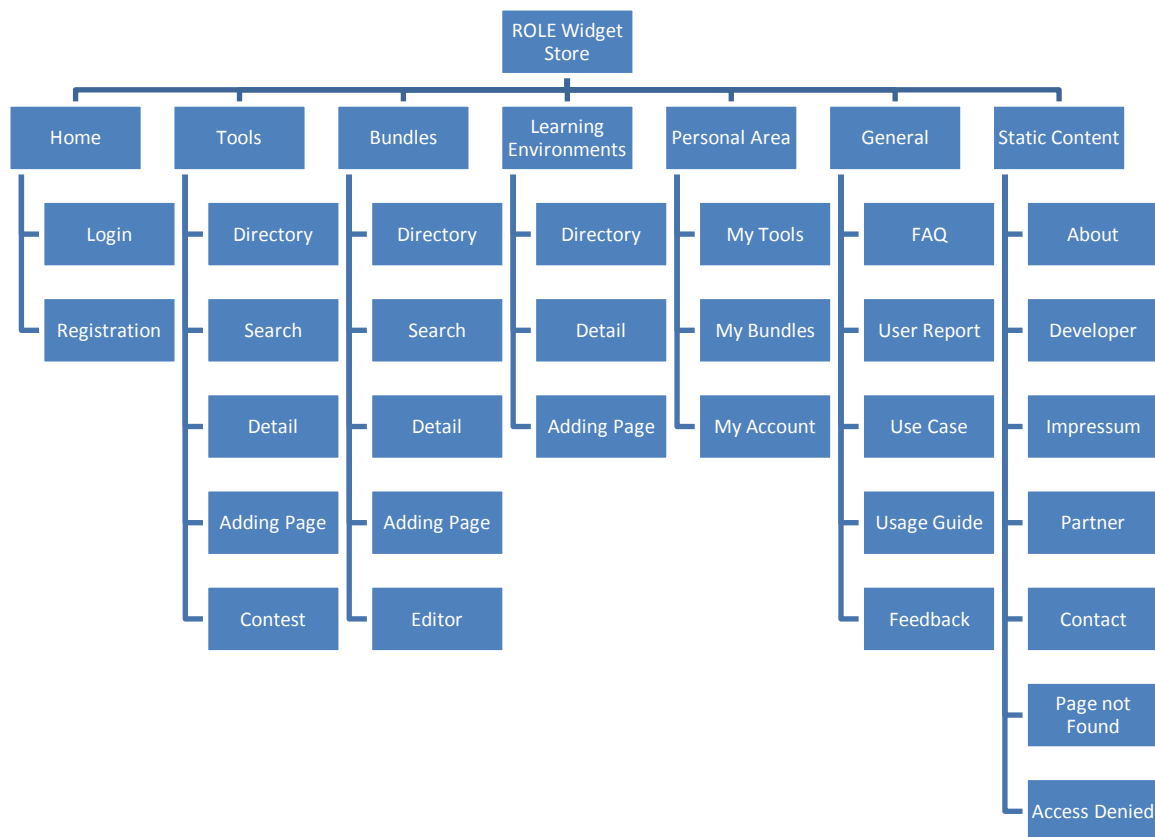 ROLE Widget
Store
Home
Tools
Bundles
Learning
Environments
Personal Area
General
Static Content
Login
Directory
Directory
Directory
My Tools
FAQ
About
Registration
Search
Search
Detail
My Bundles
User Report
Developer
Detail
Detail
Adding Page
My Account
Use Case
Impressum
Adding Page
Adding Page
Usage Guide
Partner
Contest
Editor
Feedback
Contact
Page not
Found
Access Denied